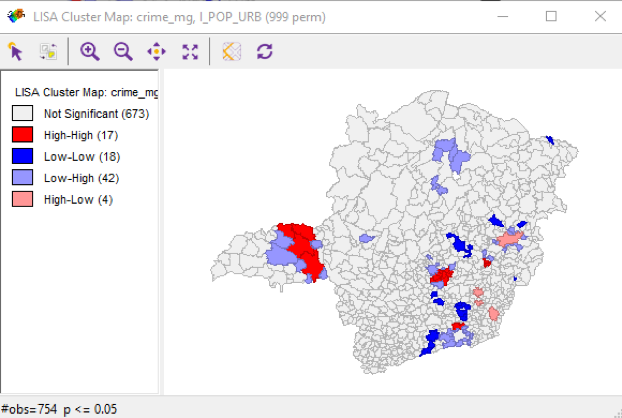 LISA Cluster Map: crime_mg, I_POP_URB (999 perm)
LISA Cluster Map: crime_mg
Not Significant (673)
High-High (17)
Low-Low (18)
Low-High (42)
High-Low (4)
#obs=754 p <= 0.05